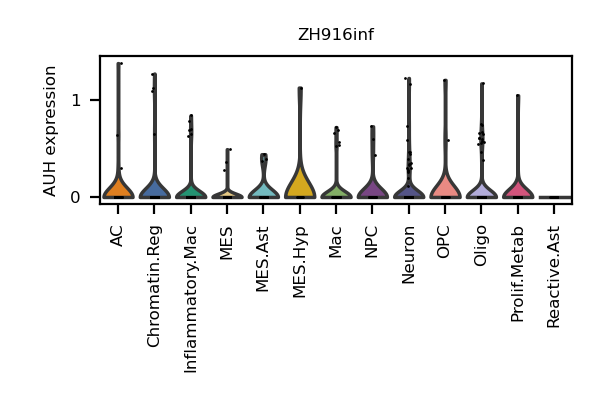 ZH916inf
AUH expression
1
0
AC
Chromatin.Reg
Inflammatory.Mac
MES
MES.Ast
MES.Hyp
Mac
NPC
Neuron
OPC
Oligo
Prolif.Metab
Reactive.Ast